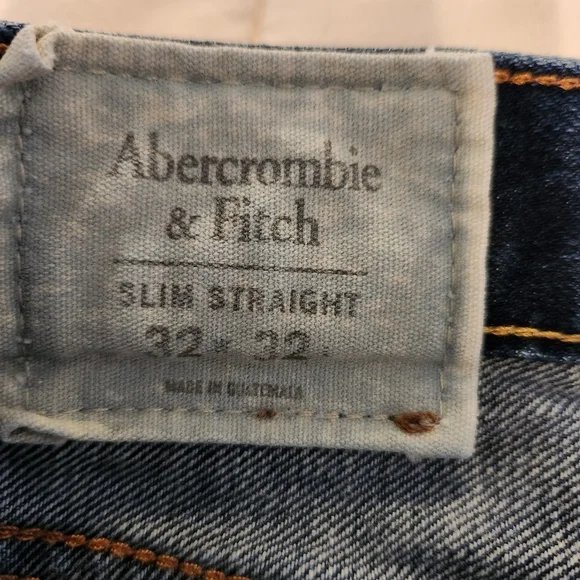 Abercrombie
& Fitch
SLIM STRAIGHT
32 × 32
MADE IN GUATEMALA